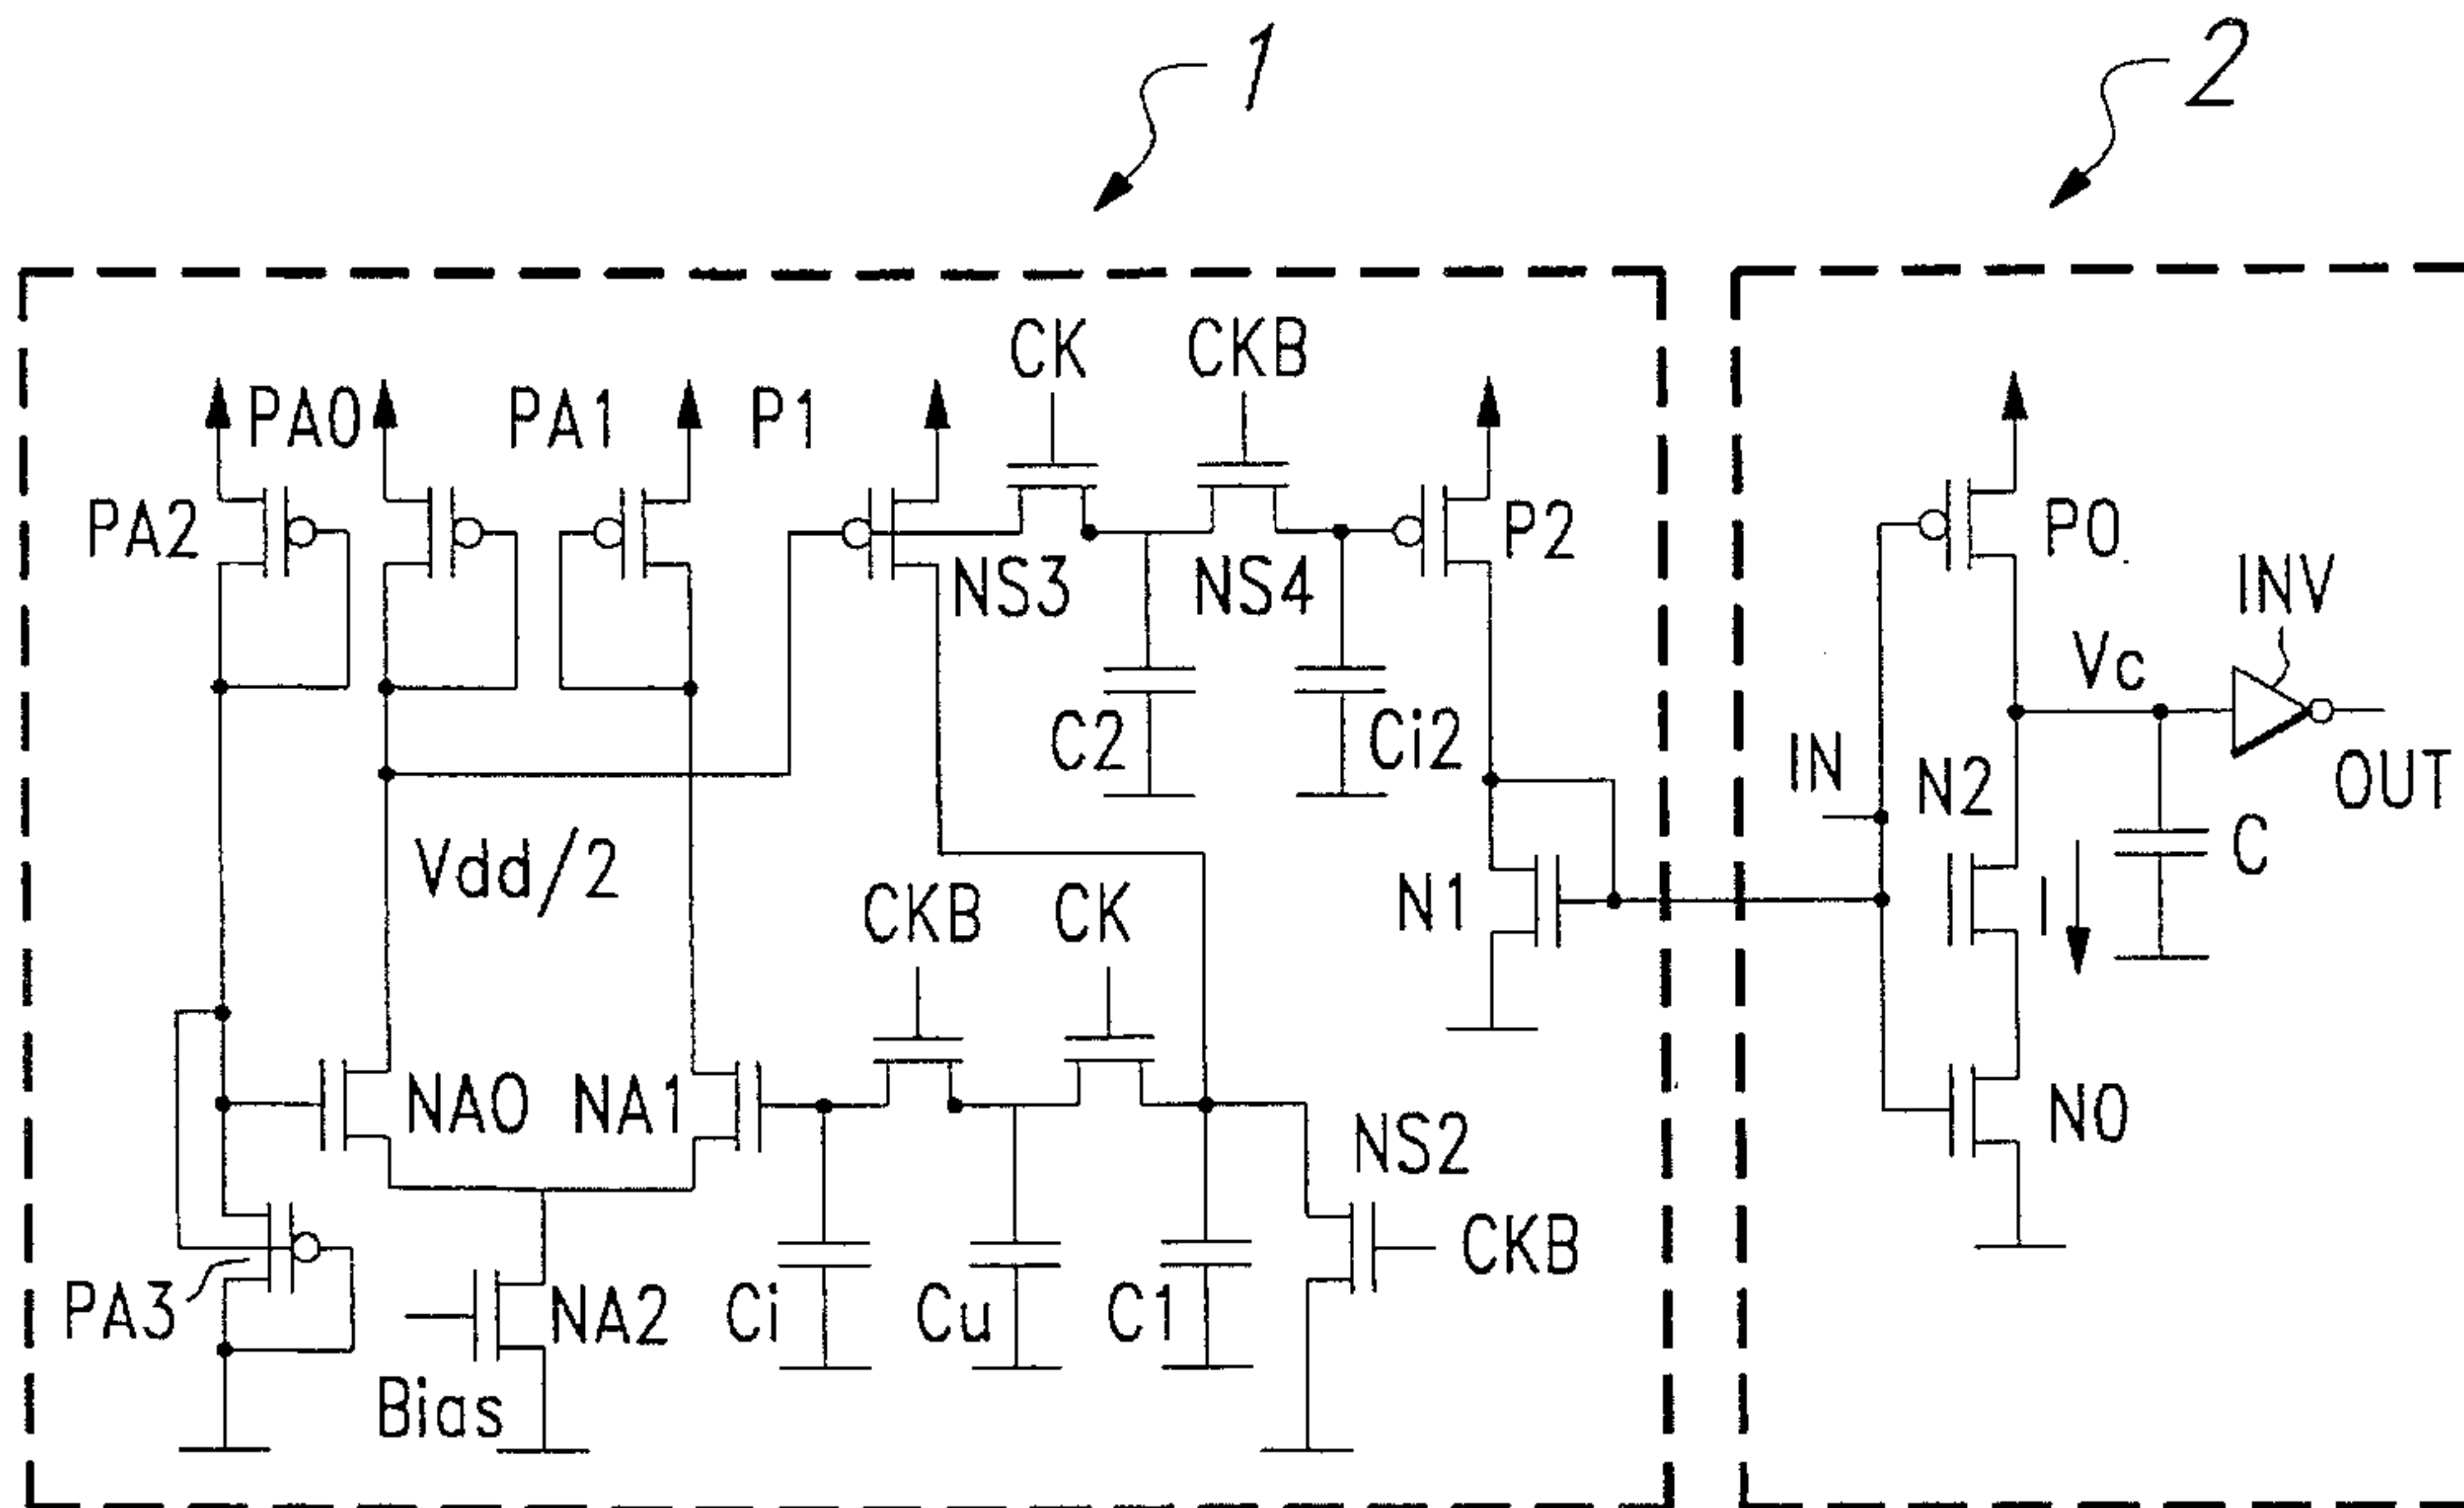 1
2
CK
CKB
PA0
PA1
P1
PA2
NS3
NS4
P2
P0
INV
Vc
C2
Ci2
IN
N2
OUT
Vdd/2
CKB
CK
N1
I
C
NA0
NA1
NS2
N0
CKB
PA3
NA2
Ci
Cu
C1
Bias